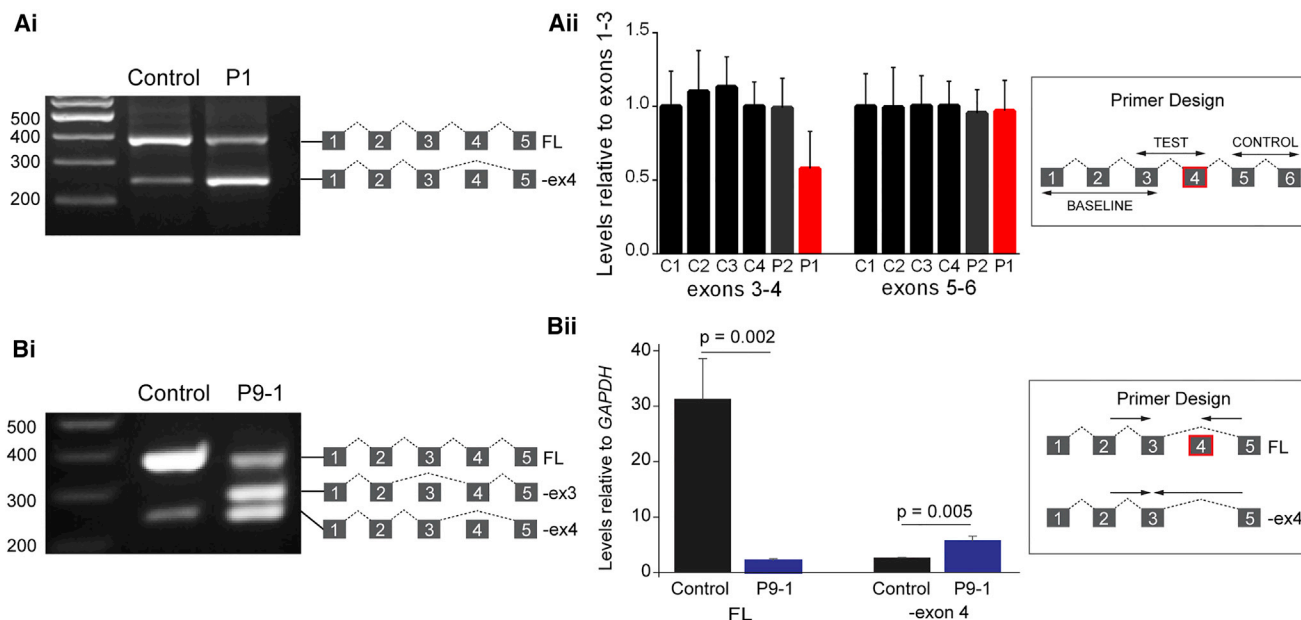 Ai
Control P1
500
400
300
200
1 2 3 4 5 FL
1 2 3 4 5 -ex4
Aii
Levels relative to exons 1-3
1.5
1.0
0.5
0.0
C1 C2 C3 C4 P2 P1 C1 C2 C3 C4 P2 P1
exons 3-4 exons 5-6
Primer Design
TEST CONTROL
1 2 3 4 5 6
BASELINE
Bi
Control P9-1
500
400
300
200
1 2 3 4 5 FL
1 2 3 4 5 -ex3
1 2 3 4 5 -ex4
Bii
Levels relative to GAPDH
40
30
20
10
0
p = 0.002
p = 0.005
Control P9-1 Control P9-1
FL -exon 4
Primer Design
1 2 3 4 5 FL
1 2 3 5 -ex4